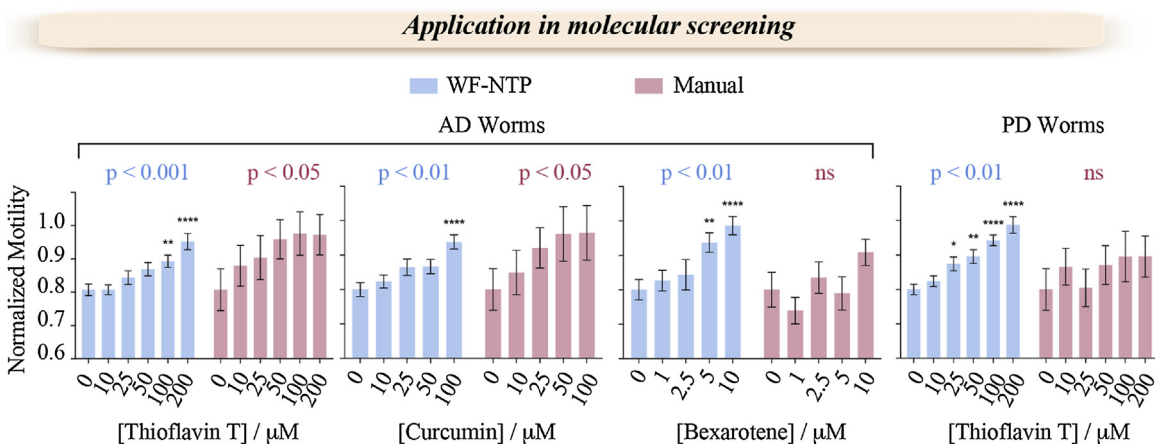 Application in molecular screening
WF-NTP Manual
AD Worms PD Worms
p < 0.001 p < 0.05 p < 0.01 p < 0.05 p < 0.01 ns p < 0.01 ns
Normalized Motility
1.0
0.9
0.8
0.7
0.6
** **** **** ** **** * ** **** ****
0 10 25 50 100 200 0 10 25 50 100 200 0 10 25 50 100 0 10 25 50 100 0 1 2.5 5 10 0 1 2.5 5 10 0 10 25 50 100 200 0 10 25 50 100 200
[Thioflavin T] / μM [Curcumin] / μM [Bexarotene] / μM [Thioflavin T] / μM